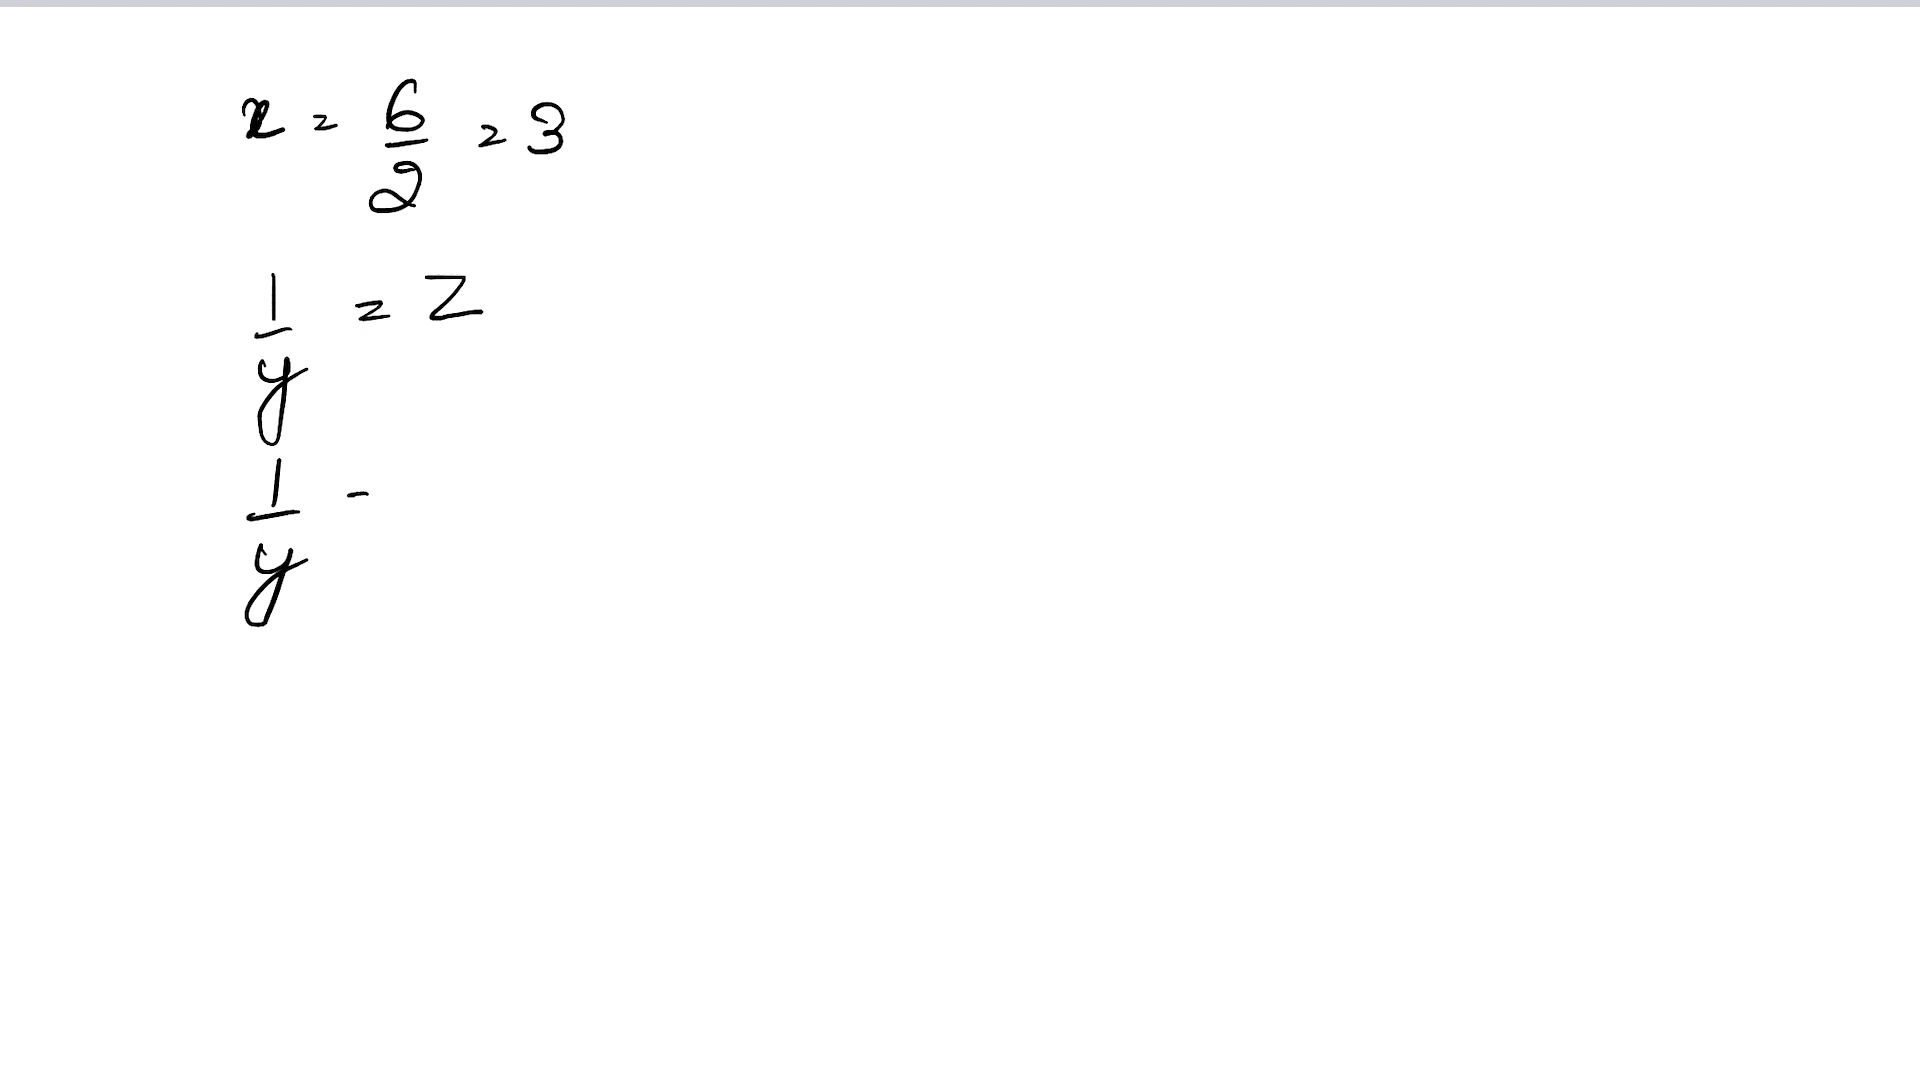 x = 6/2 = 3
1/y = z
1/y -